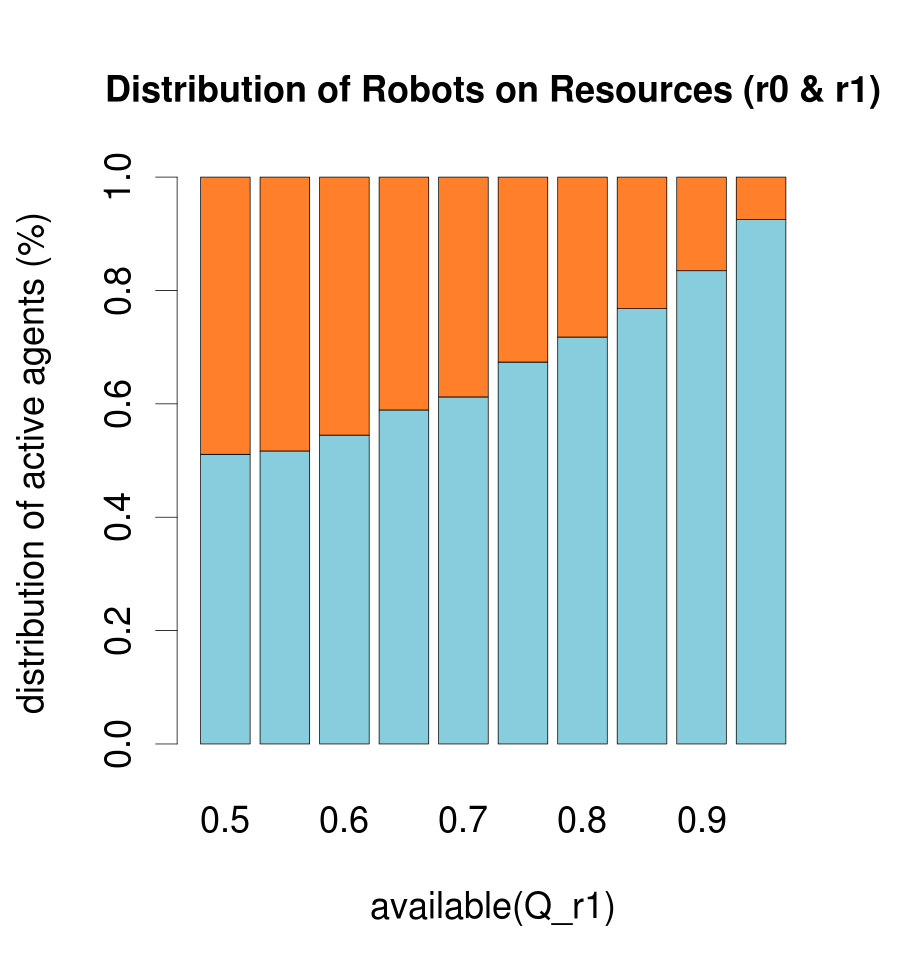 Distribution of Robots on Resources (r0 & r1)
distribution of active agents (%)
1.0
0.8
0.6
0.4
0.2
0.0
0.5 0.6 0.7 0.8 0.9
available(Q_r1)